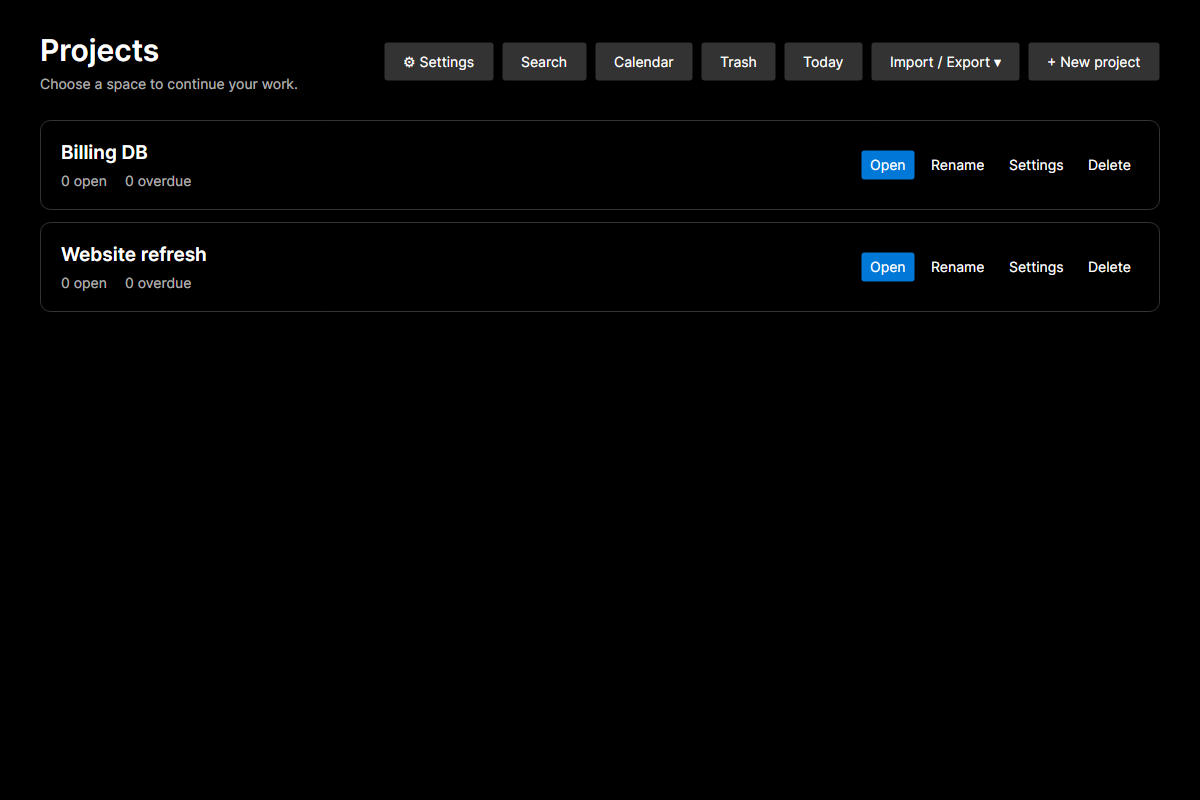 Projects
Choose a space to continue your work.
⚙ Settings
Search
Calendar
Trash
Today
Import / Export ▾
+ New project
Billing DB
0 open 0 overdue
Open
Rename
Settings
Delete
Website refresh
0 open 0 overdue
Open
Rename
Settings
Delete